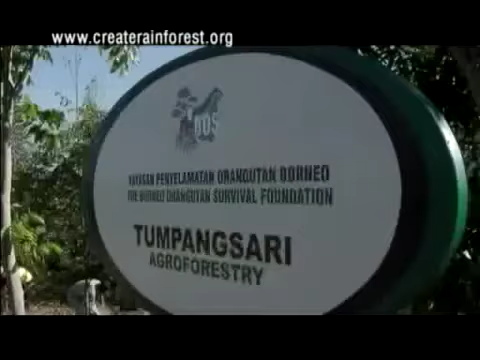 www.createrainforest.org
BOS
YAYASAN PENYELAMATAN ORANGUTAN BORNEO
THE BORNEO ORANGUTAN SURVIVAL FOUNDATION
TUMPANGSARI
AGROFORESTRY